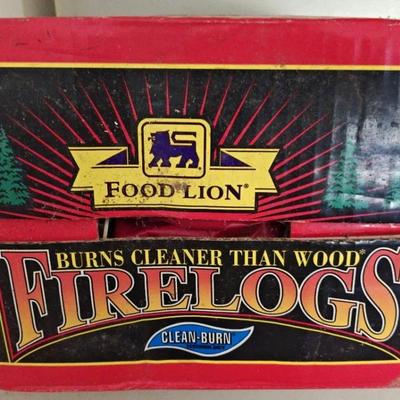 FOOD LION®
BURNS CLEANER THAN WOOD®
FIRELOGS
CLEAN-BURN